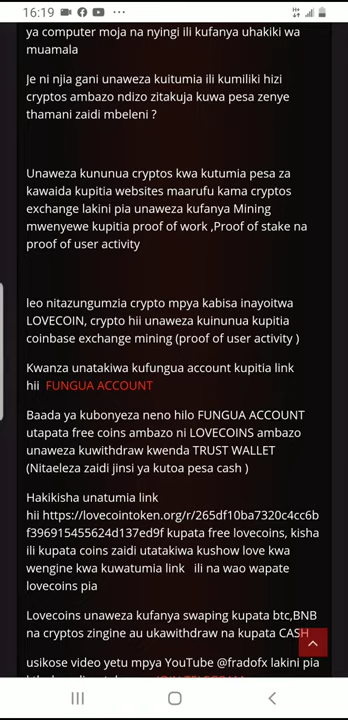 16:19
ya computer moja na nyingi ili kufanya uhakiki wa
muamala
Je ni njia gani unaweza kuitumia ili kumiliki hizi
cryptos ambazo ndizo zitakuja kuwa pesa zenye
thamani zaidi mbeleni ?
Unaweza kununua cryptos kwa kutumia pesa za
kawaida kupitia websites maarufu kama cryptos
exchange lakini pia unaweza kufanya Mining
mwenyewe kupitia proof of work ,Proof of stake na
proof of user activity
leo nitazungumzia crypto mpya kabisa inayoitwa
LOVECOIN, crypto hii unaweza kuinunua kupitia
coinbase exchange mining (proof of user activity )
Kwanza unatakiwa kufungua account kupitia link
hii FUNGUA ACCOUNT
Baada ya kubonyeza neno hilo FUNGUA ACCOUNT
utapata free coins ambazo ni LOVECOINS ambazo
unaweza kuwithdraw kwenda TRUST WALLET
(Nitaeleza zaidi jinsi ya kutoa pesa cash )
Hakikisha unatumia link
hii https://lovecointoken.org/r/265df10ba7320c4cc6b
f396915455624d137ed9f kupata free lovecoins, kisha
ili kupata coins zaidi utatakiwa kushow love kwa
wengine kwa kuwatumia link ili na wao wapate
lovecoins pia
Lovecoins unaweza kufanya swaping kupata btc,BNB
na cryptos zingine au ukawithdraw na kupata CASH
usikose video yetu mpya YouTube @fradofx lakini pia